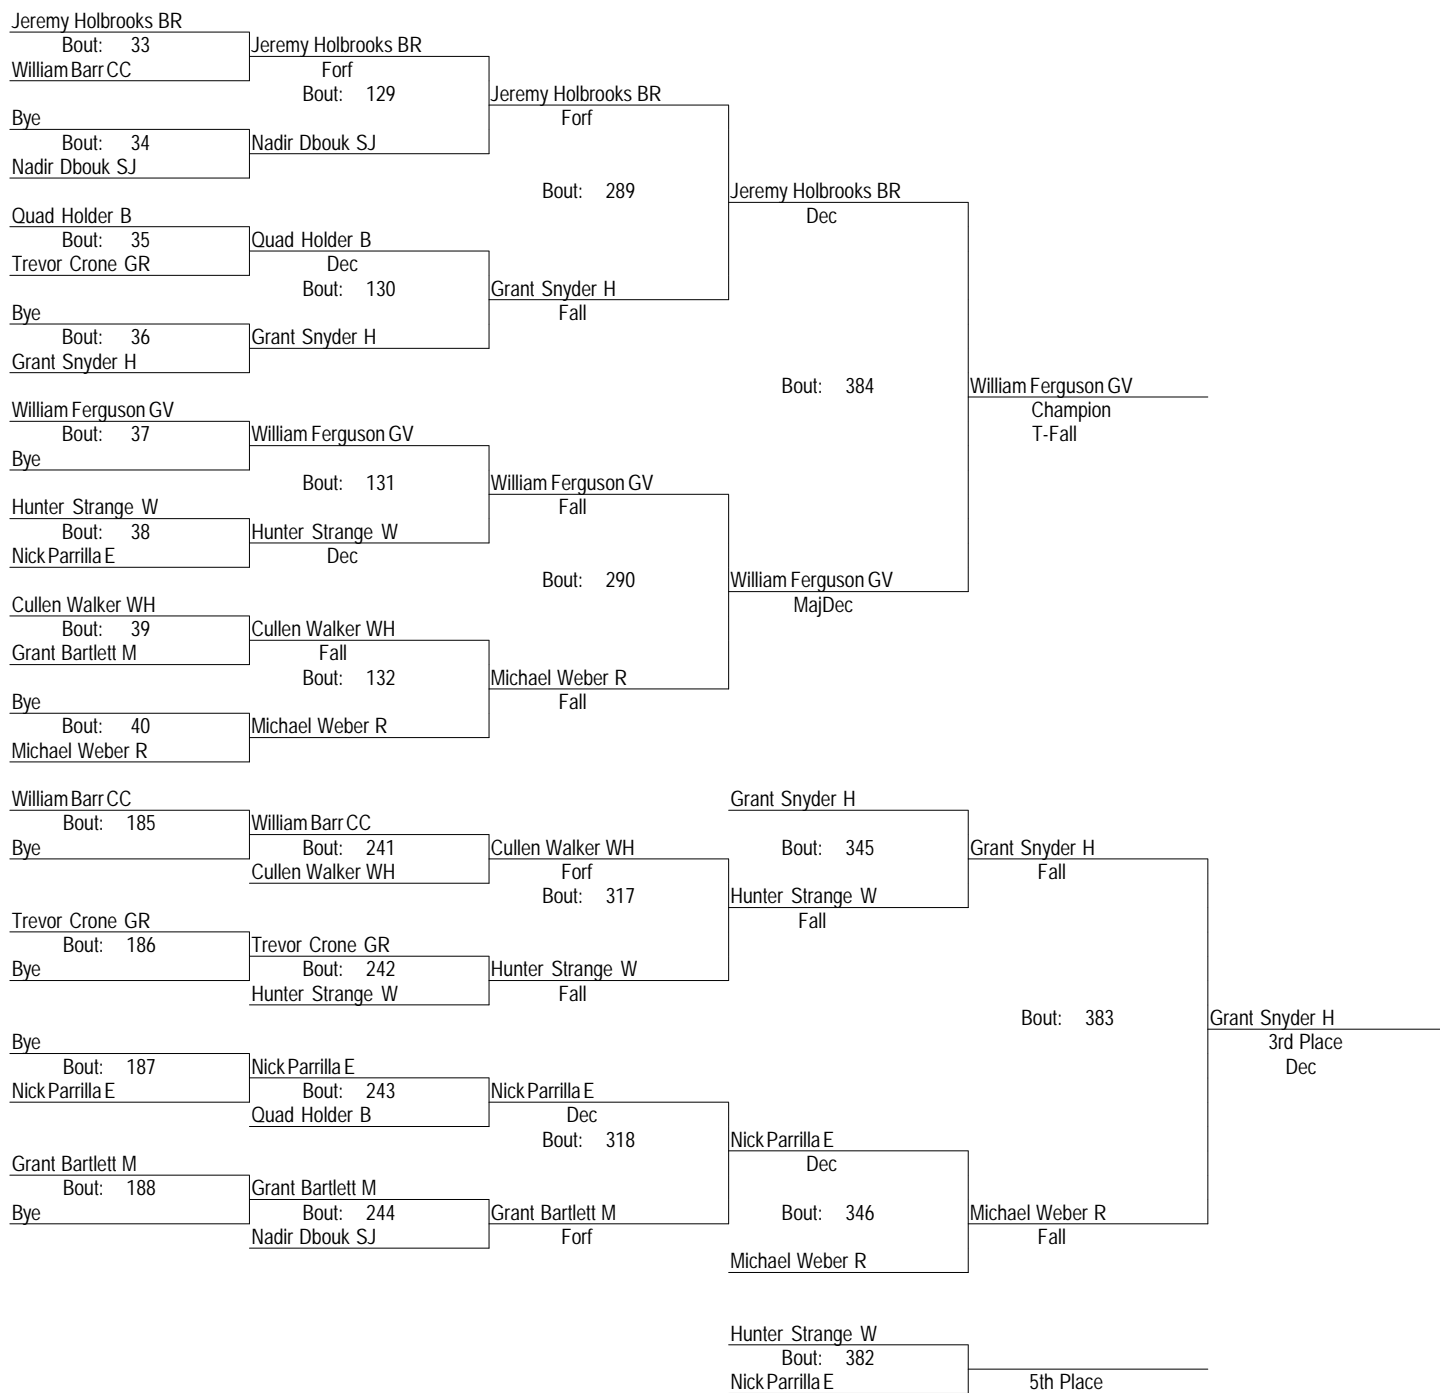 Jeremy Holbrooks BR
Bout: 33
William Barr CC
Jeremy Holbrooks BR
Forf
Bout: 129
Bye
Bout: 34
Nadir Dbouk SJ
Nadir Dbouk SJ
Jeremy Holbrooks BR
Forf
Bout: 289
Quad Holder B
Bout: 35
Trevor Crone GR
Quad Holder B
Dec
Bout: 130
Bye
Bout: 36
Grant Snyder H
Grant Snyder H
Grant Snyder H
Fall
Jeremy Holbrooks BR
Dec
Bout: 384
William Ferguson GV
Bout: 37
Bye
William Ferguson GV
Bout: 131
Hunter Strange W
Bout: 38
Nick Parrilla E
Hunter Strange W
Dec
William Ferguson GV
Fall
Bout: 290
Cullen Walker WH
Bout: 39
Grant Bartlett M
Cullen Walker WH
Fall
Bout: 132
Bye
Bout: 40
Michael Weber R
Michael Weber R
Michael Weber R
Fall
William Ferguson GV
MajDec
William Ferguson GV
Champion
T-Fall
William Barr CC
Bout: 185
Bye
William Barr CC
Bout: 241
Cullen Walker WH
Cullen Walker WH
Forf
Bout: 317
Trevor Crone GR
Bout: 186
Bye
Trevor Crone GR
Bout: 242
Hunter Strange W
Hunter Strange W
Fall
Grant Snyder H
Bout: 345
Hunter Strange W
Fall
Grant Snyder H
Fall
Bout: 383
Bye
Bout: 187
Nick Parrilla E
Nick Parrilla E
Bout: 243
Quad Holder B
Nick Parrilla E
Dec
Bout: 318
Grant Bartlett M
Bout: 188
Bye
Grant Bartlett M
Bout: 244
Nadir Dbouk SJ
Grant Bartlett M
Forf
Nick Parrilla E
Dec
Bout: 346
Michael Weber R
Michael Weber R
Fall
Grant Snyder H
3rd Place
Dec
Hunter Strange W
Bout: 382
Nick Parrilla E
5th Place